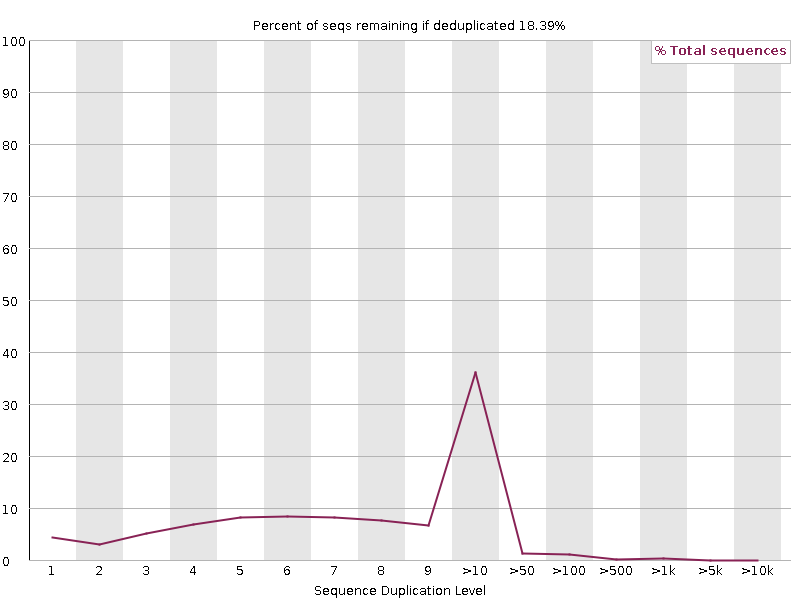 Percent of seqs remaining if deduplicated 18.39%
% Total sequences
100
90
80
70
60
50
40
30
20
10
0
1 2 3 4 5 6 7 8 9 >10 >50 >100 >500 >1k >5k >10k
Sequence Duplication Level